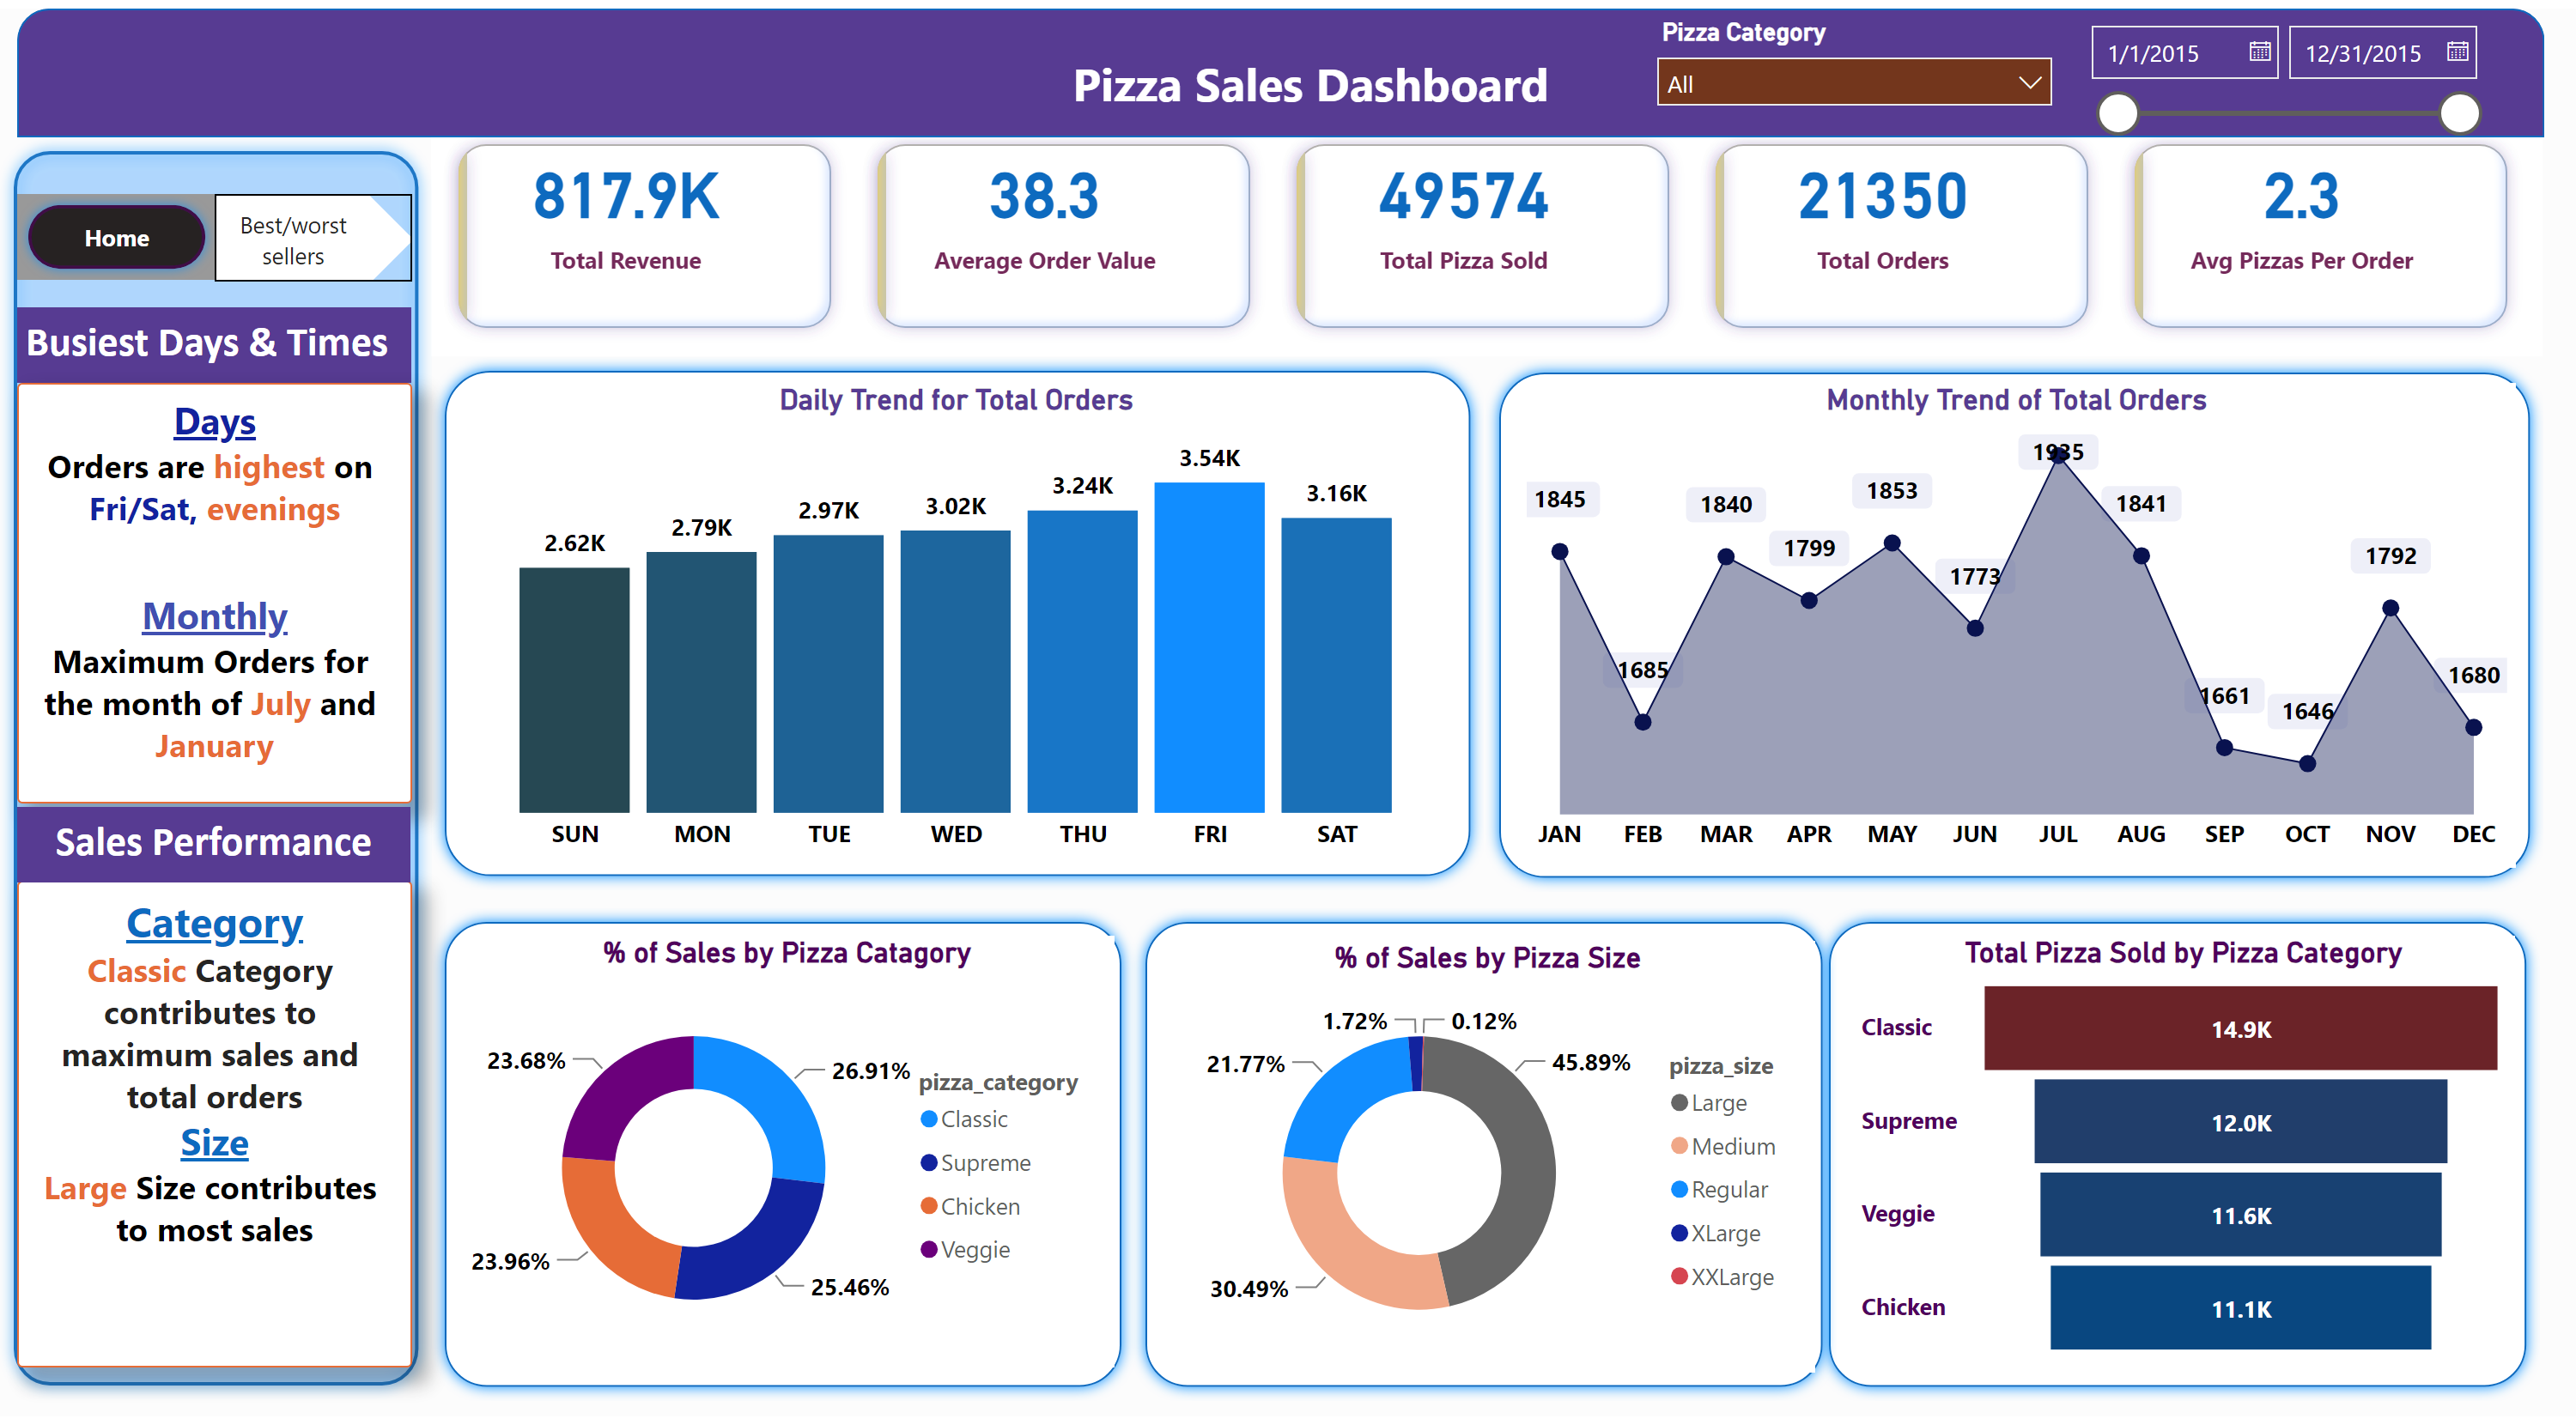 Pizza Sales Dashboard
Pizza Category
All
1/1/2015
12/31/2015
Home
Best/worst
sellers
817.9K
Total Revenue
38.3
Average Order Value
49574
Total Pizza Sold
21350
Total Orders
2.3
Avg Pizzas Per Order
Busiest Days & Times
Days
Orders are highest on
Fri/Sat, evenings
Monthly
Maximum Orders for
the month of July and
January
Sales Performance
Category
Classic Category
contributes to
maximum sales and
total orders
Size
Large Size contributes
to most sales
Daily Trend for Total Orders
2.62K
2.79K
2.97K
3.02K
3.24K
3.54K
3.16K
SUN
MON
TUE
WED
THU
FRI
SAT
Monthly Trend of Total Orders
1845
1685
1840
1799
1853
1773
1935
1841
1661
1646
1792
1680
JAN
FEB
MAR
APR
MAY
JUN
JUL
AUG
SEP
OCT
NOV
DEC
% of Sales by Pizza Catagory
23.68%
26.91%
23.96%
25.46%
pizza_category
Classic
Supreme
Chicken
Veggie
% of Sales by Pizza Size
1.72%
0.12%
21.77%
45.89%
30.49%
pizza_size
Large
Medium
Regular
XLarge
XXLarge
Total Pizza Sold by Pizza Category
Classic
14.9K
Supreme
12.0K
Veggie
11.6K
Chicken
11.1K